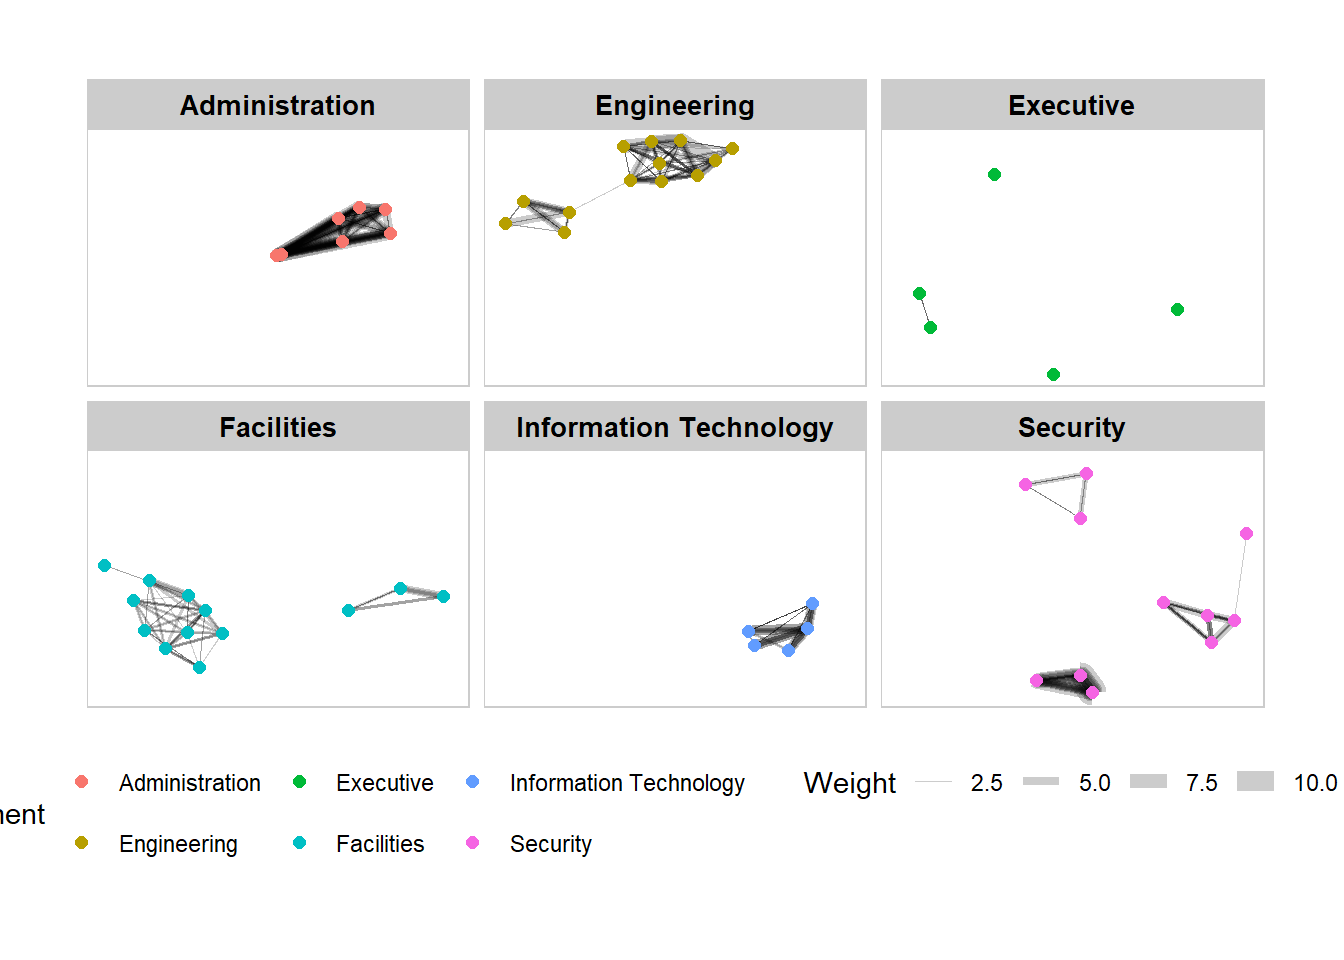 Administration Engineering Executive
Facilities Information Technology Security
Administration Executive Information Technology Weight 2.5 5.0 7.5 10.0
Engineering Facilities Security